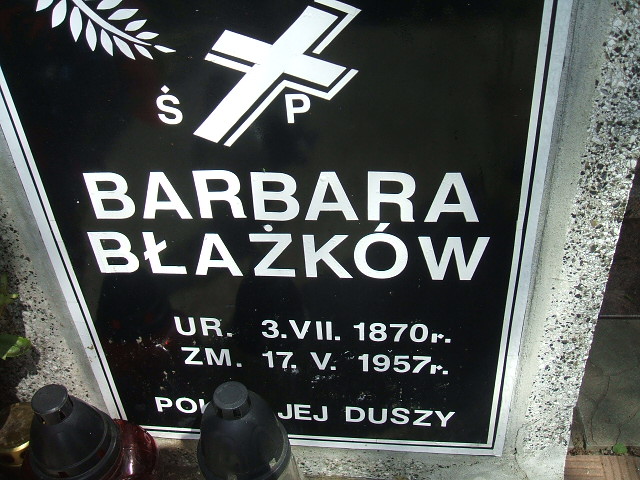 Ś P
BARBARA
BŁAŻKÓW
UR. 3.VII. 1870r.
ZM. 17. V. 1957r.
JEJ DUSZY